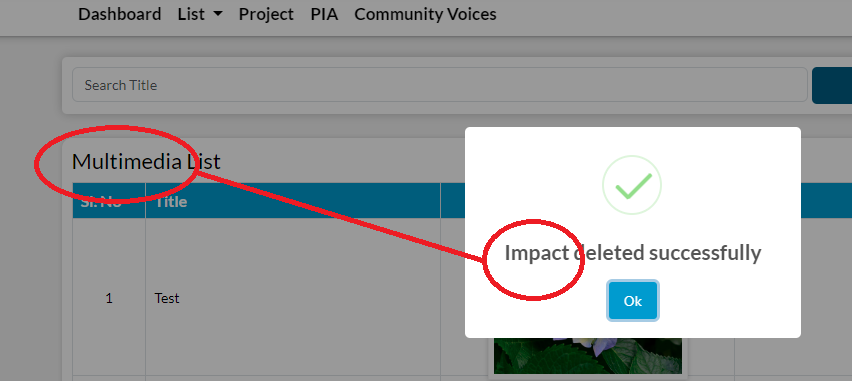 Dashboard List Project PIA Community Voices
Search Title
Multimedia List
Sl. No Title
Impact deleted successfully
1 Test
Ok